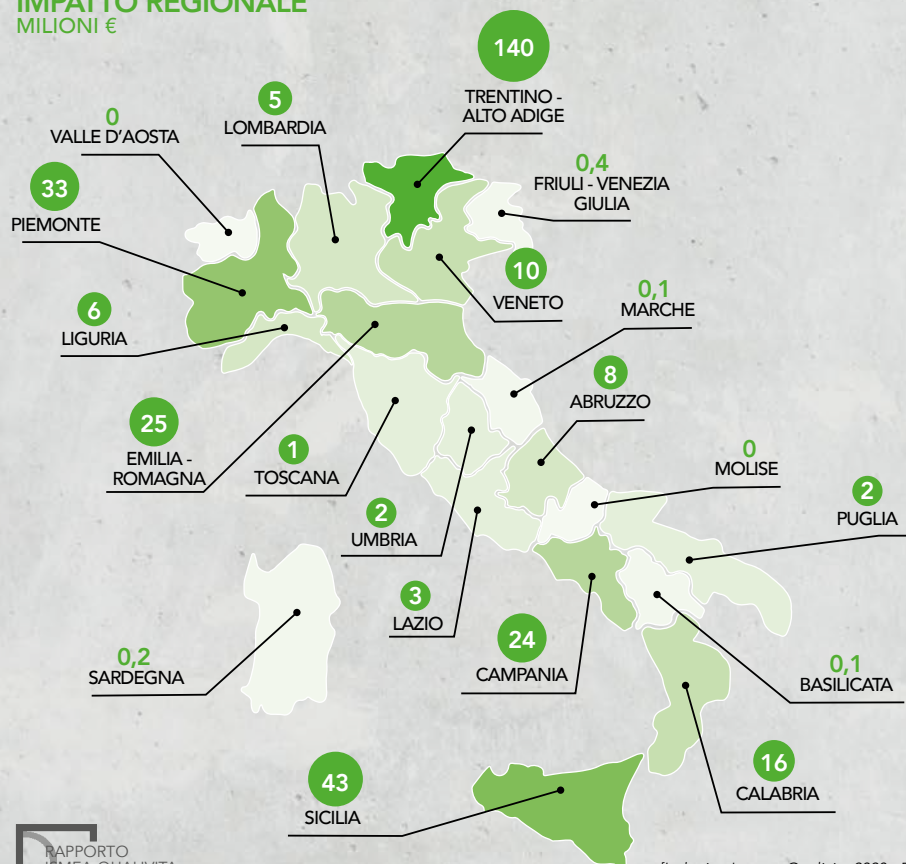 IMPATTO REGIONALE
MILIONI €
140
TRENTINO -
ALTO ADIGE
5
LOMBARDIA
0
VALLE D'AOSTA
0,4
FRIULI - VENEZIA
GIULIA
33
PIEMONTE
10
VENETO
0,1
MARCHE
6
LIGURIA
8
ABRUZZO
25
EMILIA -
ROMAGNA
1
TOSCANA
0
MOLISE
2
PUGLIA
2
UMBRIA
3
LAZIO
24
CAMPANIA
0,2
SARDEGNA
0,1
BASILICATA
16
CALABRIA
43
SICILIA
RAPPORTO